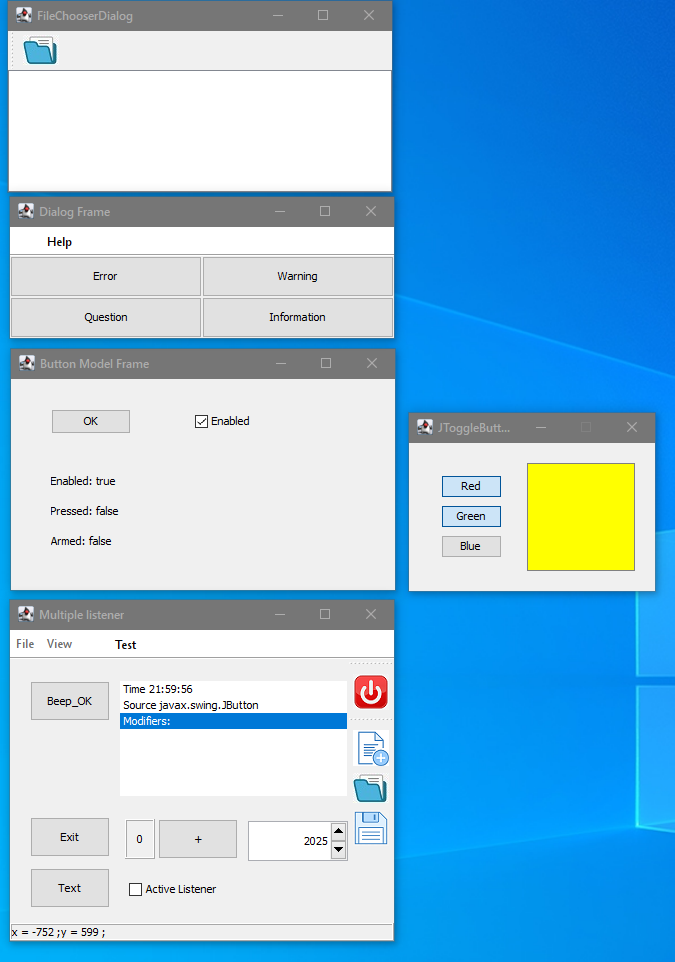 FileChooserDialog
Dialog Frame
Help
Error
Warning
Question
Information
Button Model Frame
OK
Enabled
Enabled: true
Pressed: false
Armed: false
JToggleButt...
Red
Green
Blue
Multiple listener
File View Test
Beep_OK
Time 21:59:56
Source javax.swing.JButton
Modifiers:
Exit
0
+
2025
Text
Active Listener
x = -752 ;y = 599 ;